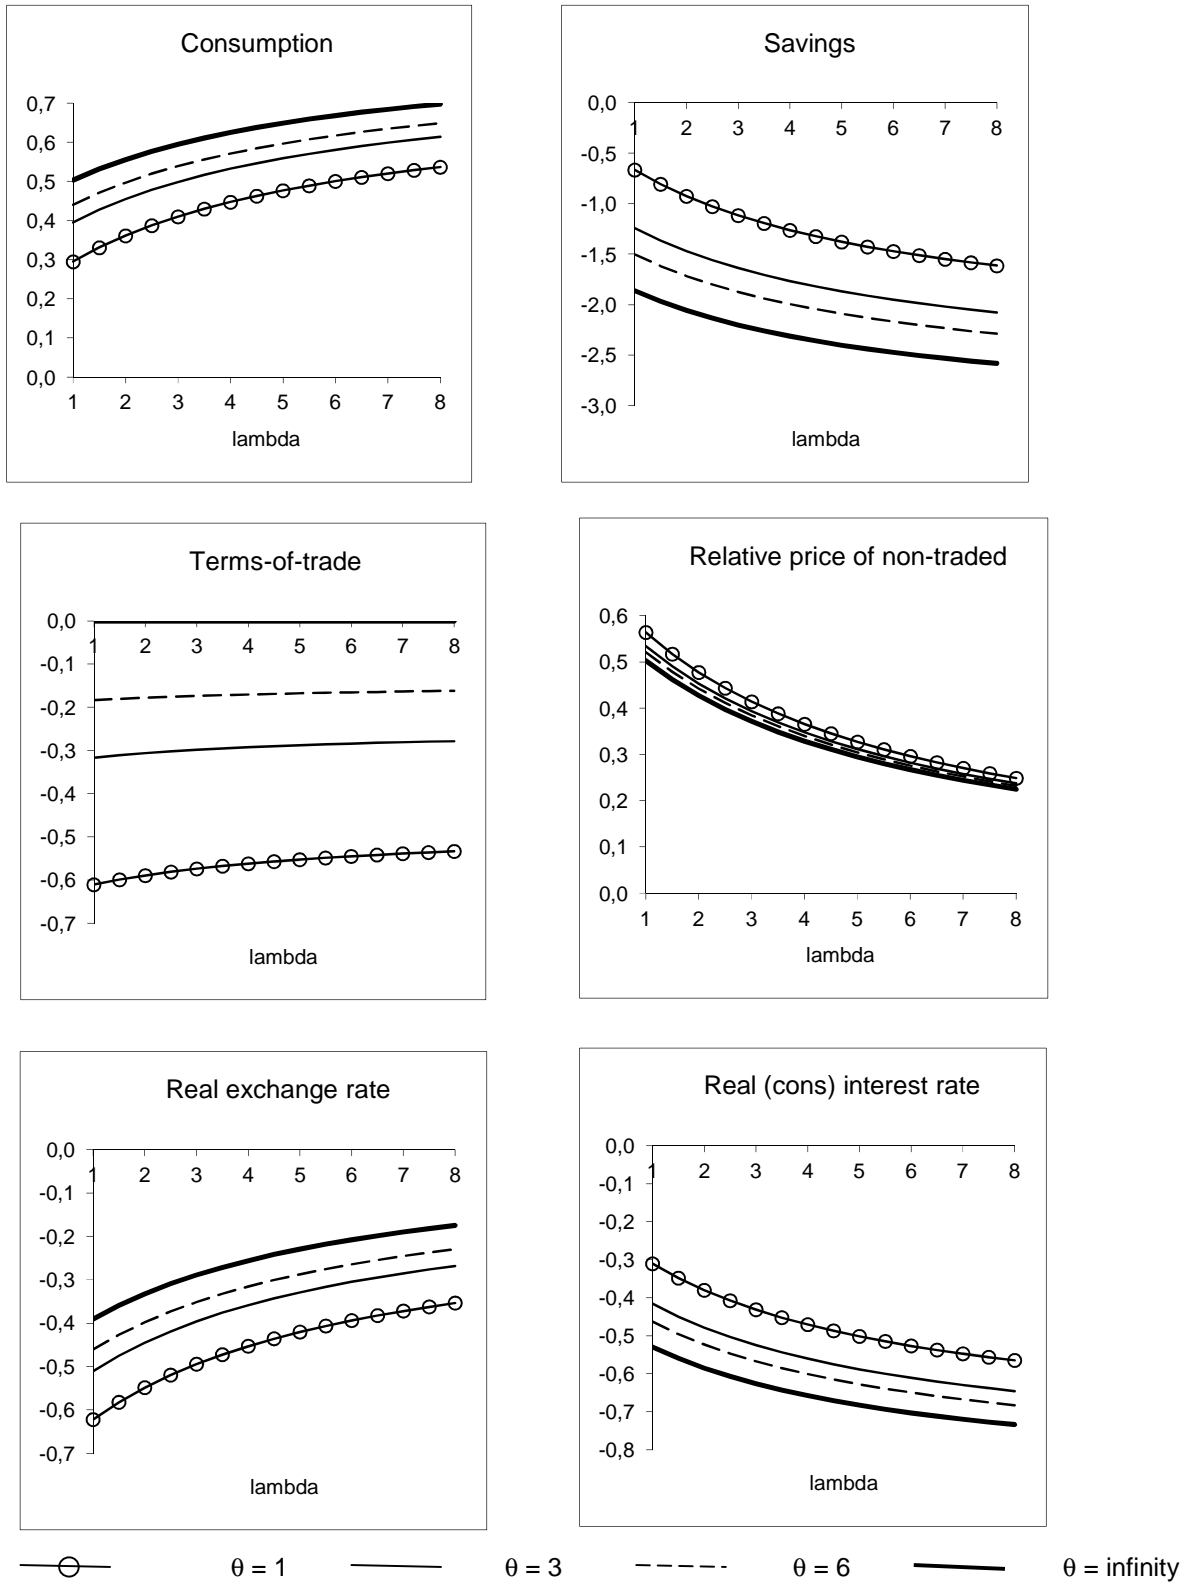 Consumption
0,7
0,6
0,5
0,4
0,3
0,2
0,1
0,0
1 2 3 4 5 6 7 8
lambda
Savings
0,0
1 2 3 4 5 6 7 8
-0,5
-1,0
-1,5
-2,0
-2,5
-3,0
lambda
Terms-of-trade
0,0
1 2 3 4 5 6 7 8
-0,1
-0,2
-0,3
-0,4
-0,5
-0,6
-0,7
lambda
Relative price of non-traded
0,6
0,5
0,4
0,3
0,2
0,1
0,0
1 2 3 4 5 6 7 8
lambda
Real exchange rate
0,0
1 2 3 4 5 6 7 8
-0,1
-0,2
-0,3
-0,4
-0,5
-0,6
-0,7
lambda
Real (cons) interest rate
0,0
1 2 3 4 5 6 7 8
-0,1
-0,2
-0,3
-0,4
-0,5
-0,6
-0,7
-0,8
lambda
θ = 1 θ = 3 θ = 6 θ = infinity